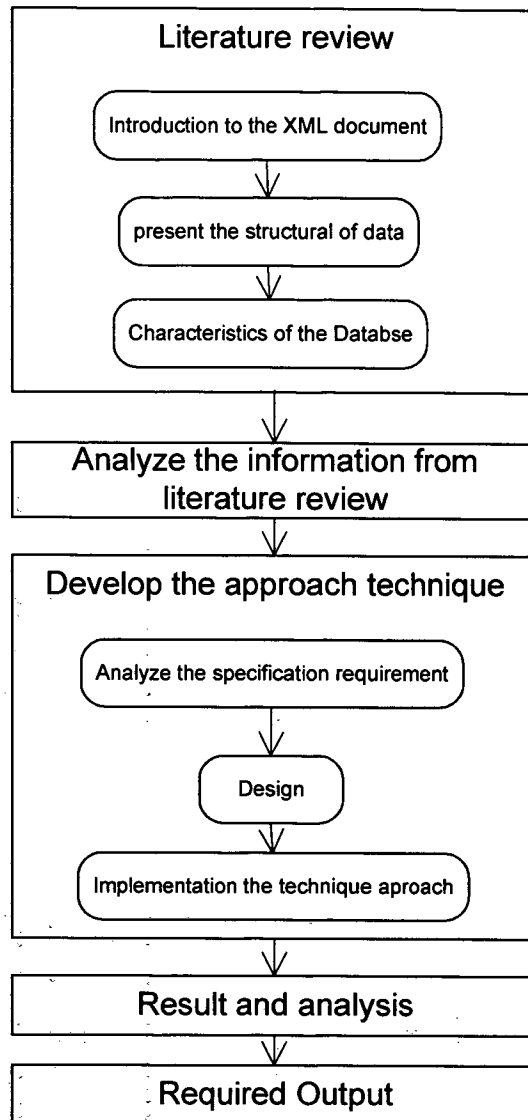 Literature review
Introduction to the XML document
present the structural of data
Characteristics of the Databse
Analyze the information from
literature review
Develop the approach technique
Analyze the specification requirement
Design
Implementation the technique aproach
Result and analysis
Required Output